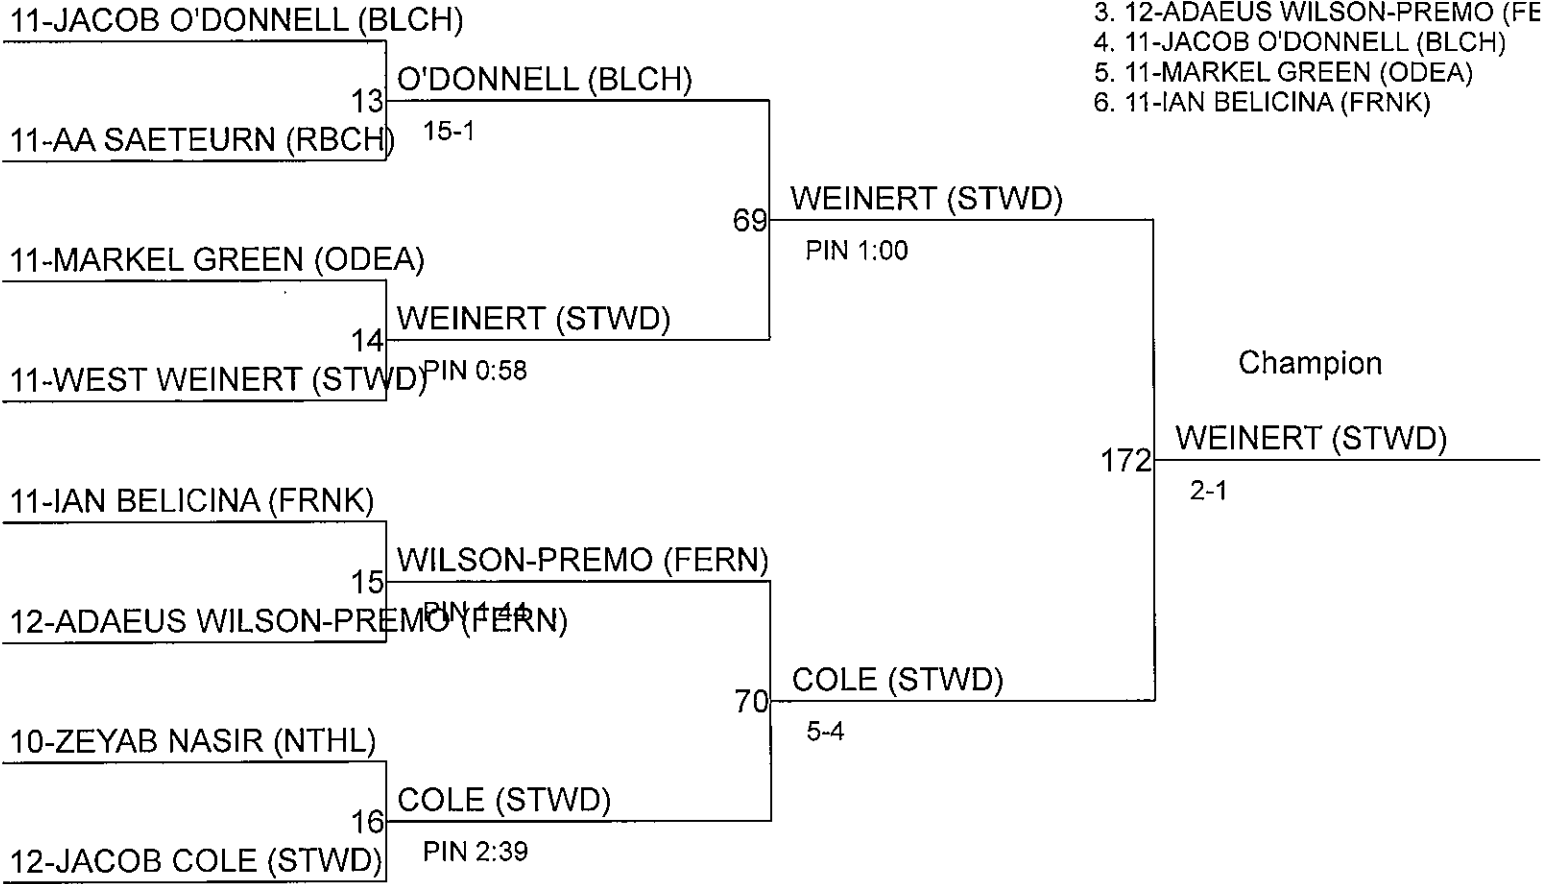 3. 12-ADAEUS WILSON-PREMO (FE
4. 11-JACOB O'DONNELL (BLCH)
5. 11-MARKEL GREEN (ODEA)
6. 11-IAN BELICINA (FRNK)
11-JACOB O'DONNELL (BLCH)
13
O'DONNELL (BLCH)
15-1
11-AA SAETEURN (RBCH)
69
WEINERT (STWD)
PIN 1:00
11-MARKEL GREEN (ODEA)
14
WEINERT (STWD)
PIN 0:58
11-WEST WEINERT (STWD)
Champion
172
WEINERT (STWD)
2-1
11-IAN BELICINA (FRNK)
15
WILSON-PREMO (FERN)
PIN 1:44
12-ADAEUS WILSON-PREMO (FERN)
70
COLE (STWD)
5-4
10-ZEYAB NASIR (NTHL)
16
COLE (STWD)
PIN 2:39
12-JACOB COLE (STWD)